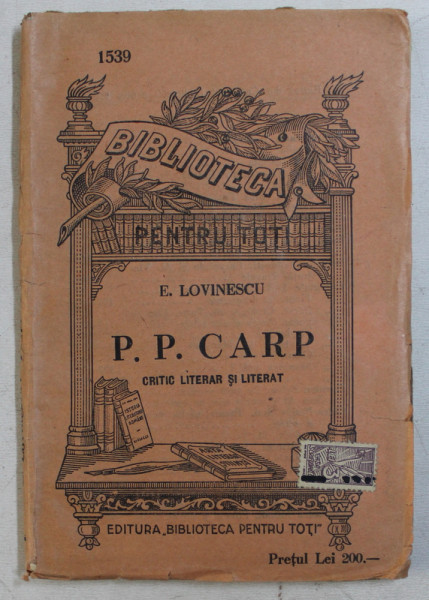 1539
BIBLIOTECA
PENTRU TOȚI
E. LOVINESCU
P. P. CARP
CRITIC LITERAR ȘI LITERAT
EDITURA „BIBLIOTECA PENTRU TOȚI"
Prețul Lei 200.—